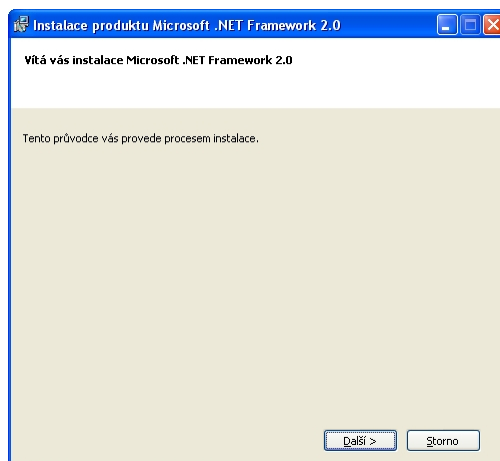 Instalace produktu Microsoft .NET Framework 2.0
Vítá vás instalace Microsoft .NET Framework 2.0
Tento průvodce vás provede procesem instalace.
Další > Storno